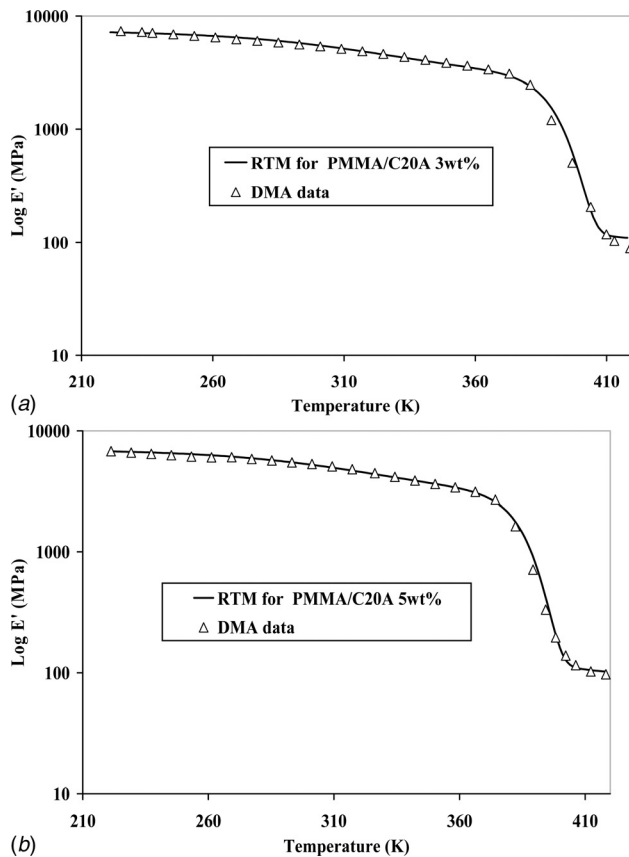 10000
1000
100
10
Log E' (MPa)
RTM for PMMA/C20A 3wt%
DMA data
210 260 310 360 410
Temperature (K)
(a)
10000
1000
100
10
Log E' (MPa)
RTM for PMMA/C20A 5wt%
DMA data
210 260 310 360 410
Temperature (K)
(b)